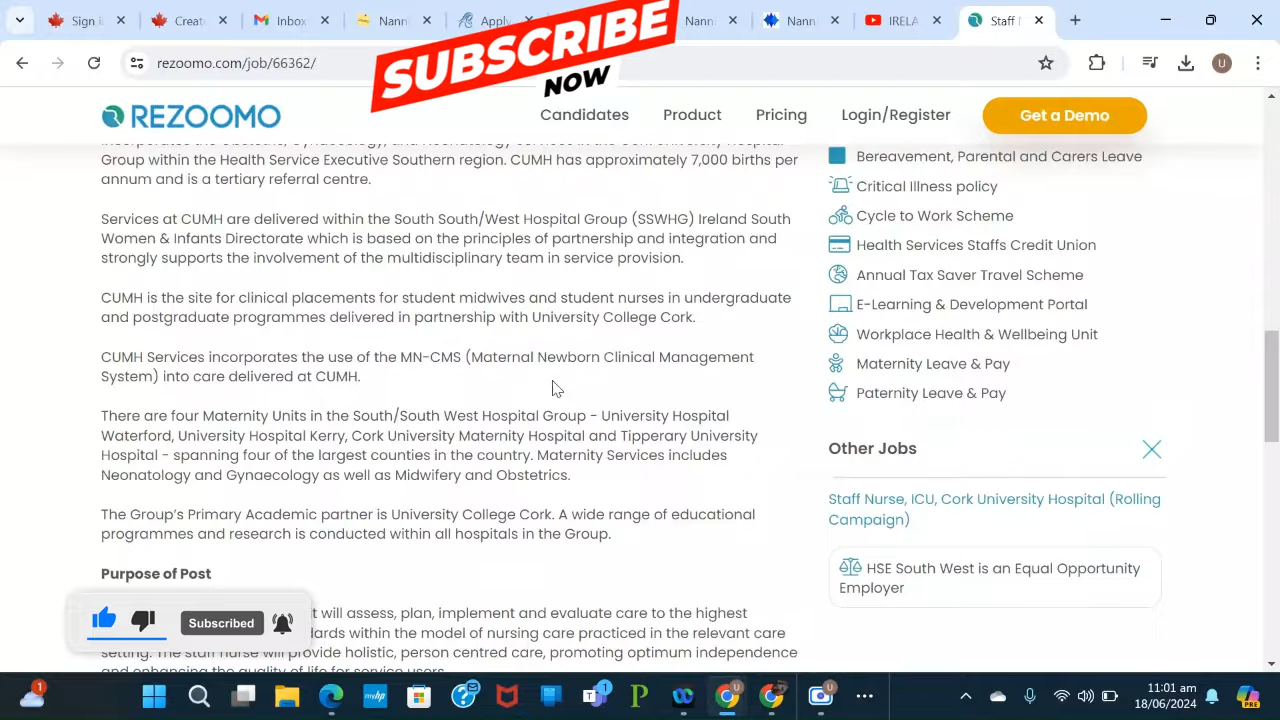 Sign in
Creat
Inbox
Nann
Apply
Nann
Nann
IRELA
Staff
SUBSCRIBE
NOW
rezoomo.com/job/66362/
U
REZOOMO
Candidates
Product
Pricing
Login/Register
Get a Demo
Group within the Health Service Executive Southern region. CUMH has approximately 7,000 births per
annum and is a tertiary referral centre.
Services at CUMH are delivered within the South South/West Hospital Group (SSWHG) Ireland South
Women & Infants Directorate which is based on the principles of partnership and integration and
strongly supports the involvement of the multidisciplinary team in service provision.
CUMH is the site for clinical placements for student midwives and student nurses in undergraduate
and postgraduate programmes delivered in partnership with University College Cork.
CUMH Services incorporates the use of the MN-CMS (Maternal Newborn Clinical Management
System) into care delivered at CUMH.
There are four Maternity Units in the South/South West Hospital Group - University Hospital
Waterford, University Hospital Kerry, Cork University Maternity Hospital and Tipperary University
Hospital - spanning four of the largest counties in the country. Maternity Services includes
Neonatology and Gynaecology as well as Midwifery and Obstetrics.
The Group's Primary Academic partner is University College Cork. A wide range of educational
programmes and research is conducted within all hospitals in the Group.
Purpose of Post
t will assess, plan, implement and evaluate care to the highest
dards within the model of nursing care practiced in the relevant care
setting. The staff nurse will provide holistic, person centred care, promoting optimum independence
and enhancing the quality of life for service users.
Subscribed
Bereavement, Parental and Carers Leave
Critical Illness policy
Cycle to Work Scheme
Health Services Staffs Credit Union
Annual Tax Saver Travel Scheme
E-Learning & Development Portal
Workplace Health & Wellbeing Unit
Maternity Leave & Pay
Paternity Leave & Pay
Other Jobs
Staff Nurse, ICU, Cork University Hospital (Rolling
Campaign)
HSE South West is an Equal Opportunity
Employer
11:01 am
18/06/2024